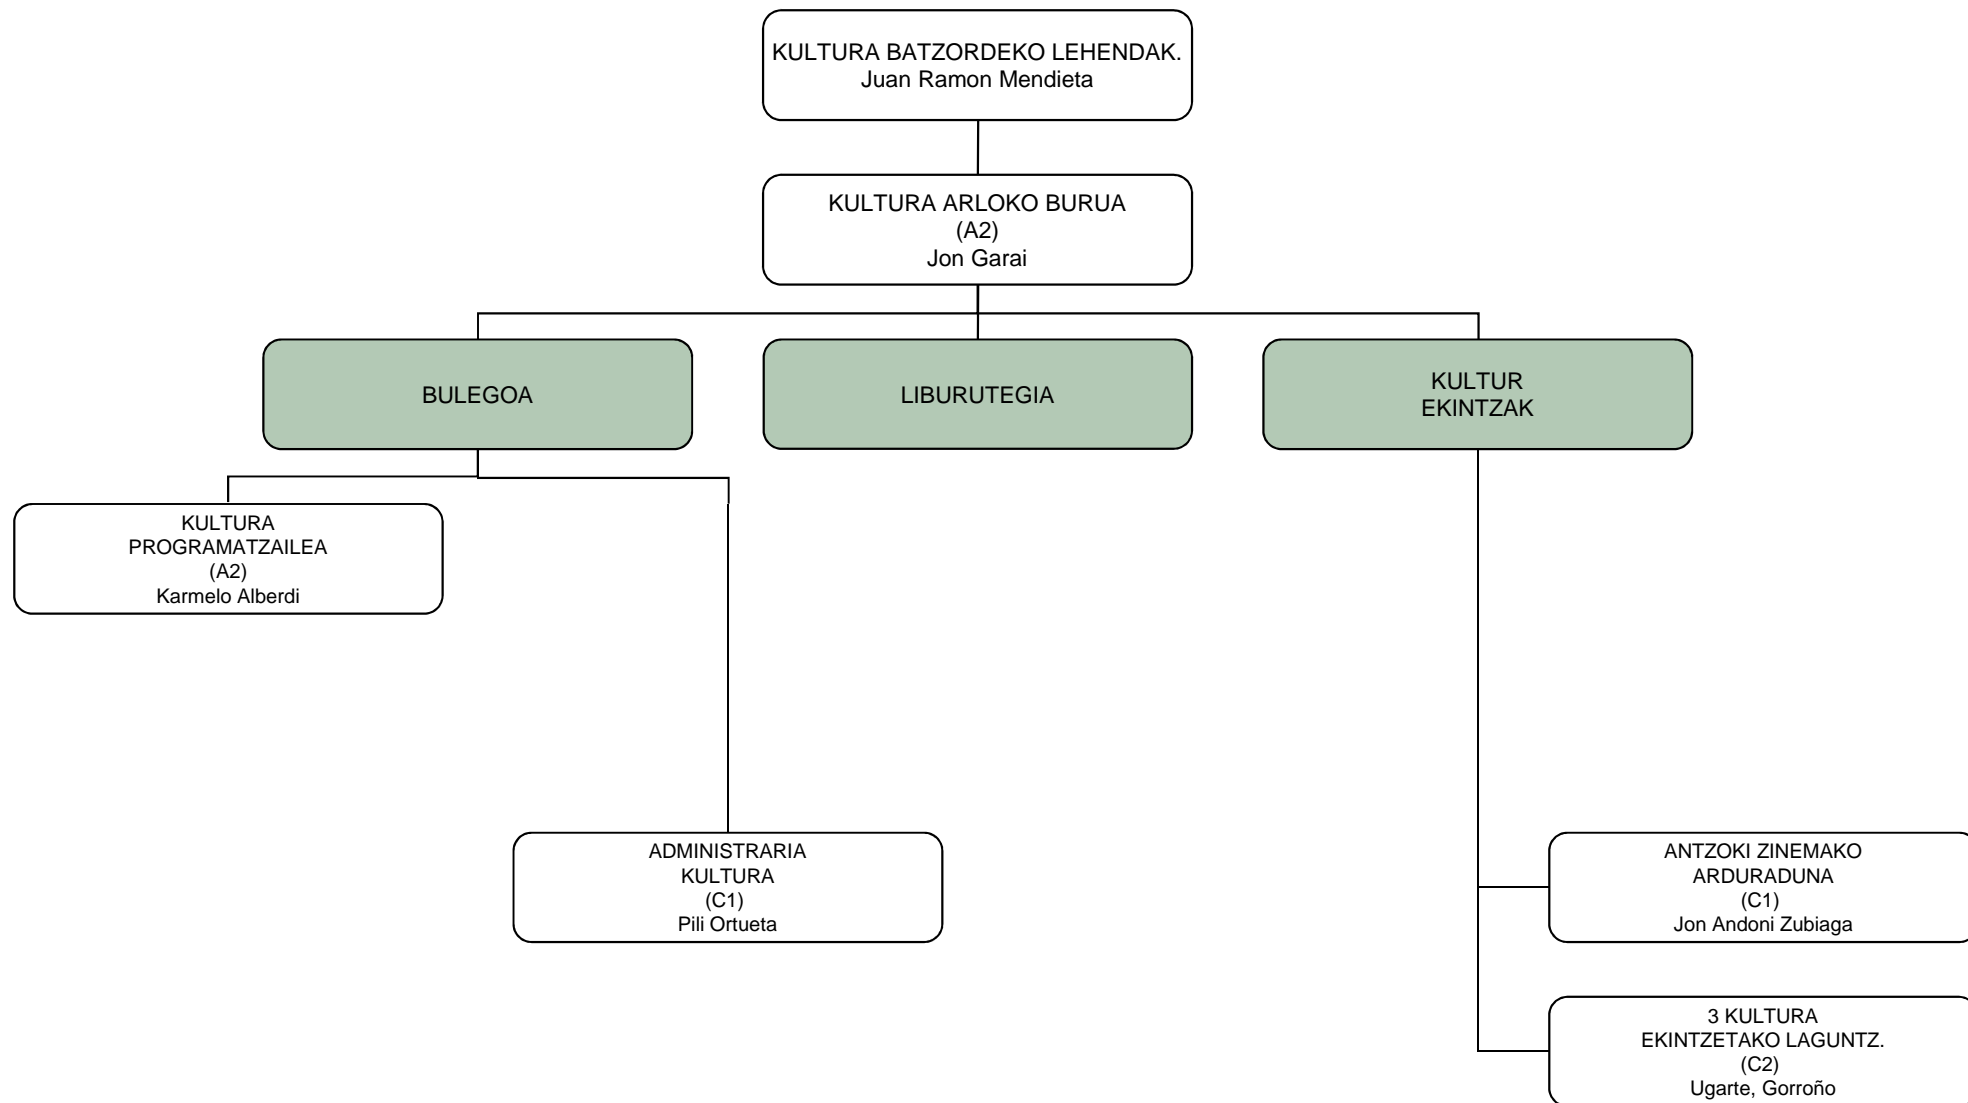 KULTURA BATZORDEKO LEHENDAK.
Juan Ramon Mendieta
KULTURA ARLOKO BURUA
(A2)
Jon Garai
BULEGOA
LIBURUTEGIA
KULTUR
EKINTZAK
KULTURA
PROGRAMATZAILEA
(A2)
Karmelo Alberdi
ADMINISTRARIA
KULTURA
(C1)
Pili Ortueta
ANTZOKI ZINEMAKO
ARDURADUNA
(C1)
Jon Andoni Zubiaga
3 KULTURA
EKINTZETAKO LAGUNTZ.
(C2)
Ugarte, Gorroño